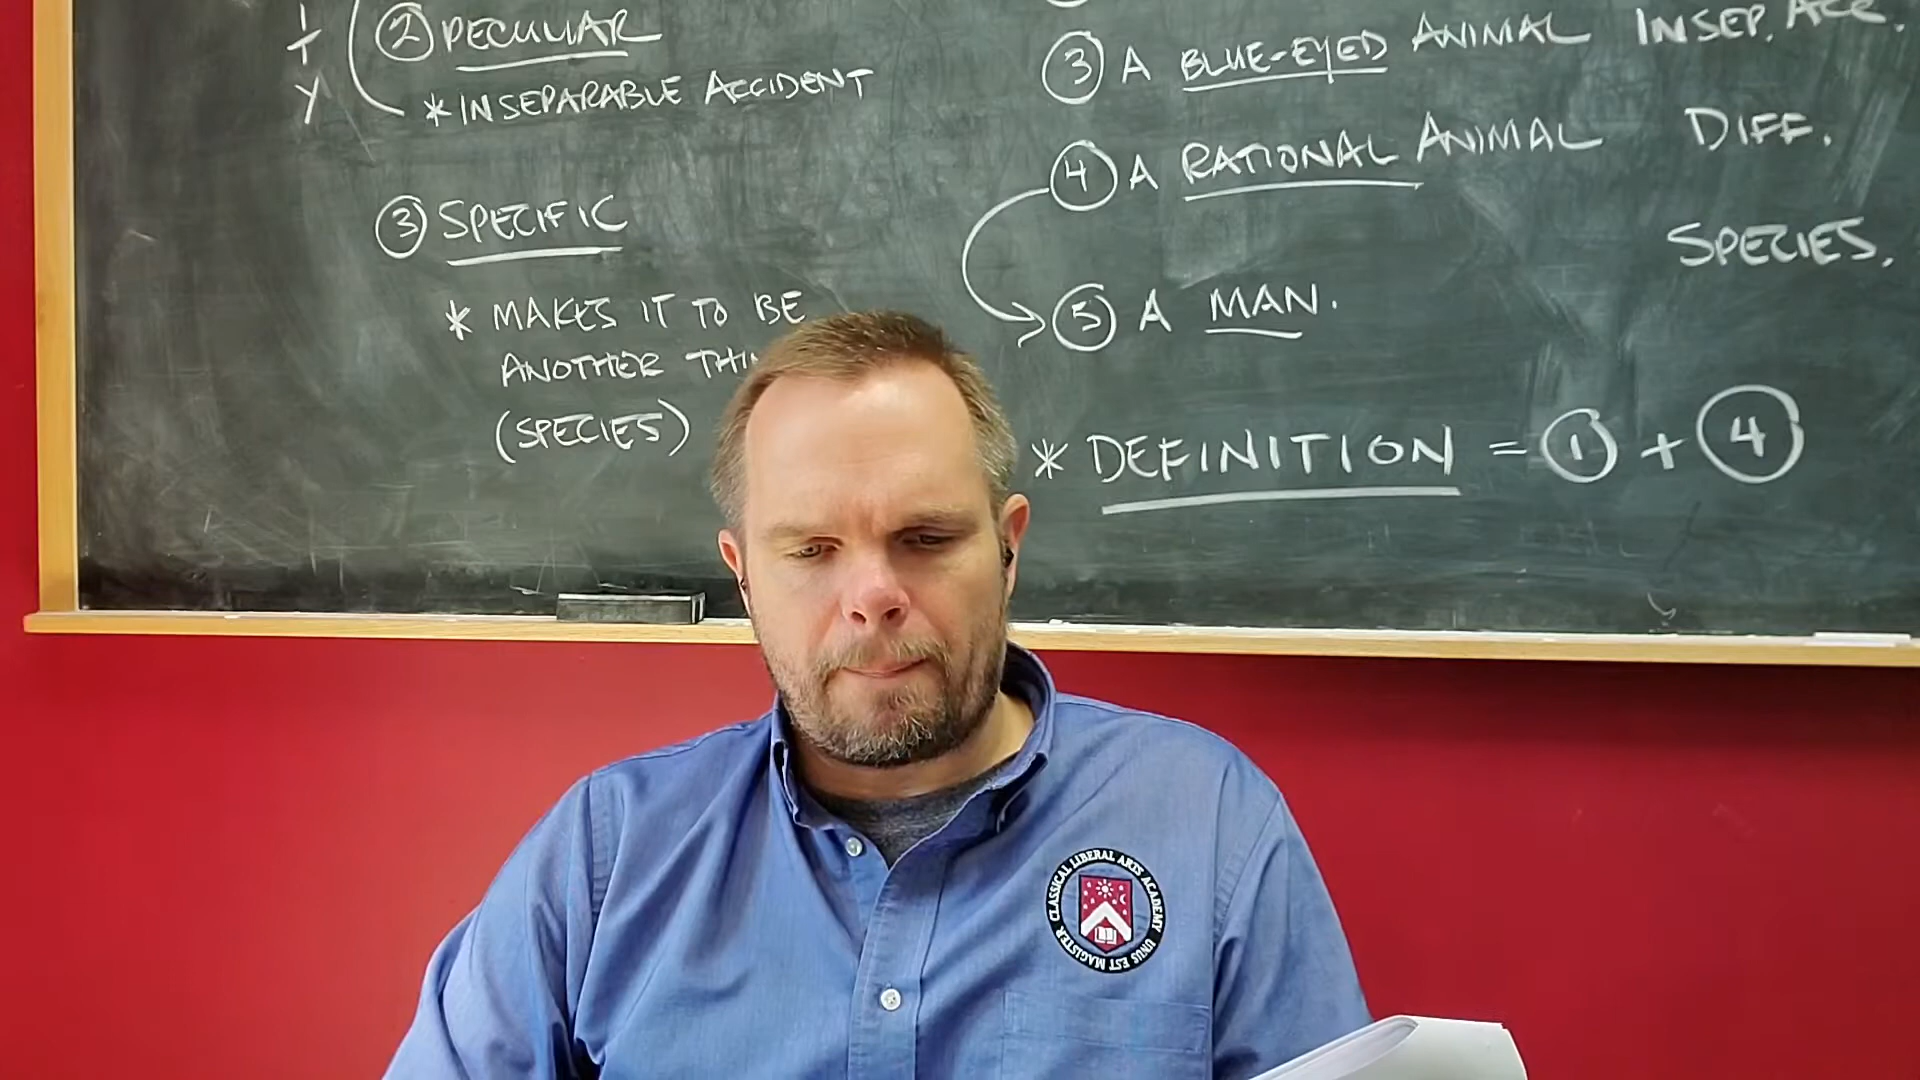 I
T
Y
② PECULIAR
* INSEPARABLE ACCIDENT
③ SPECIFIC
* MAKES IT TO BE
ANOTHER
(SPECIES)
③ A BLUE-EYED ANIMAL INSEP. ACC.
④ A RATIONAL ANIMAL DIFF.
SPECIES.
⑤ A MAN.
* DEFINITION = ① + ④
CLASSICAL LIBERAL ARTS ACADEMY
UNUS EST MAGISTER